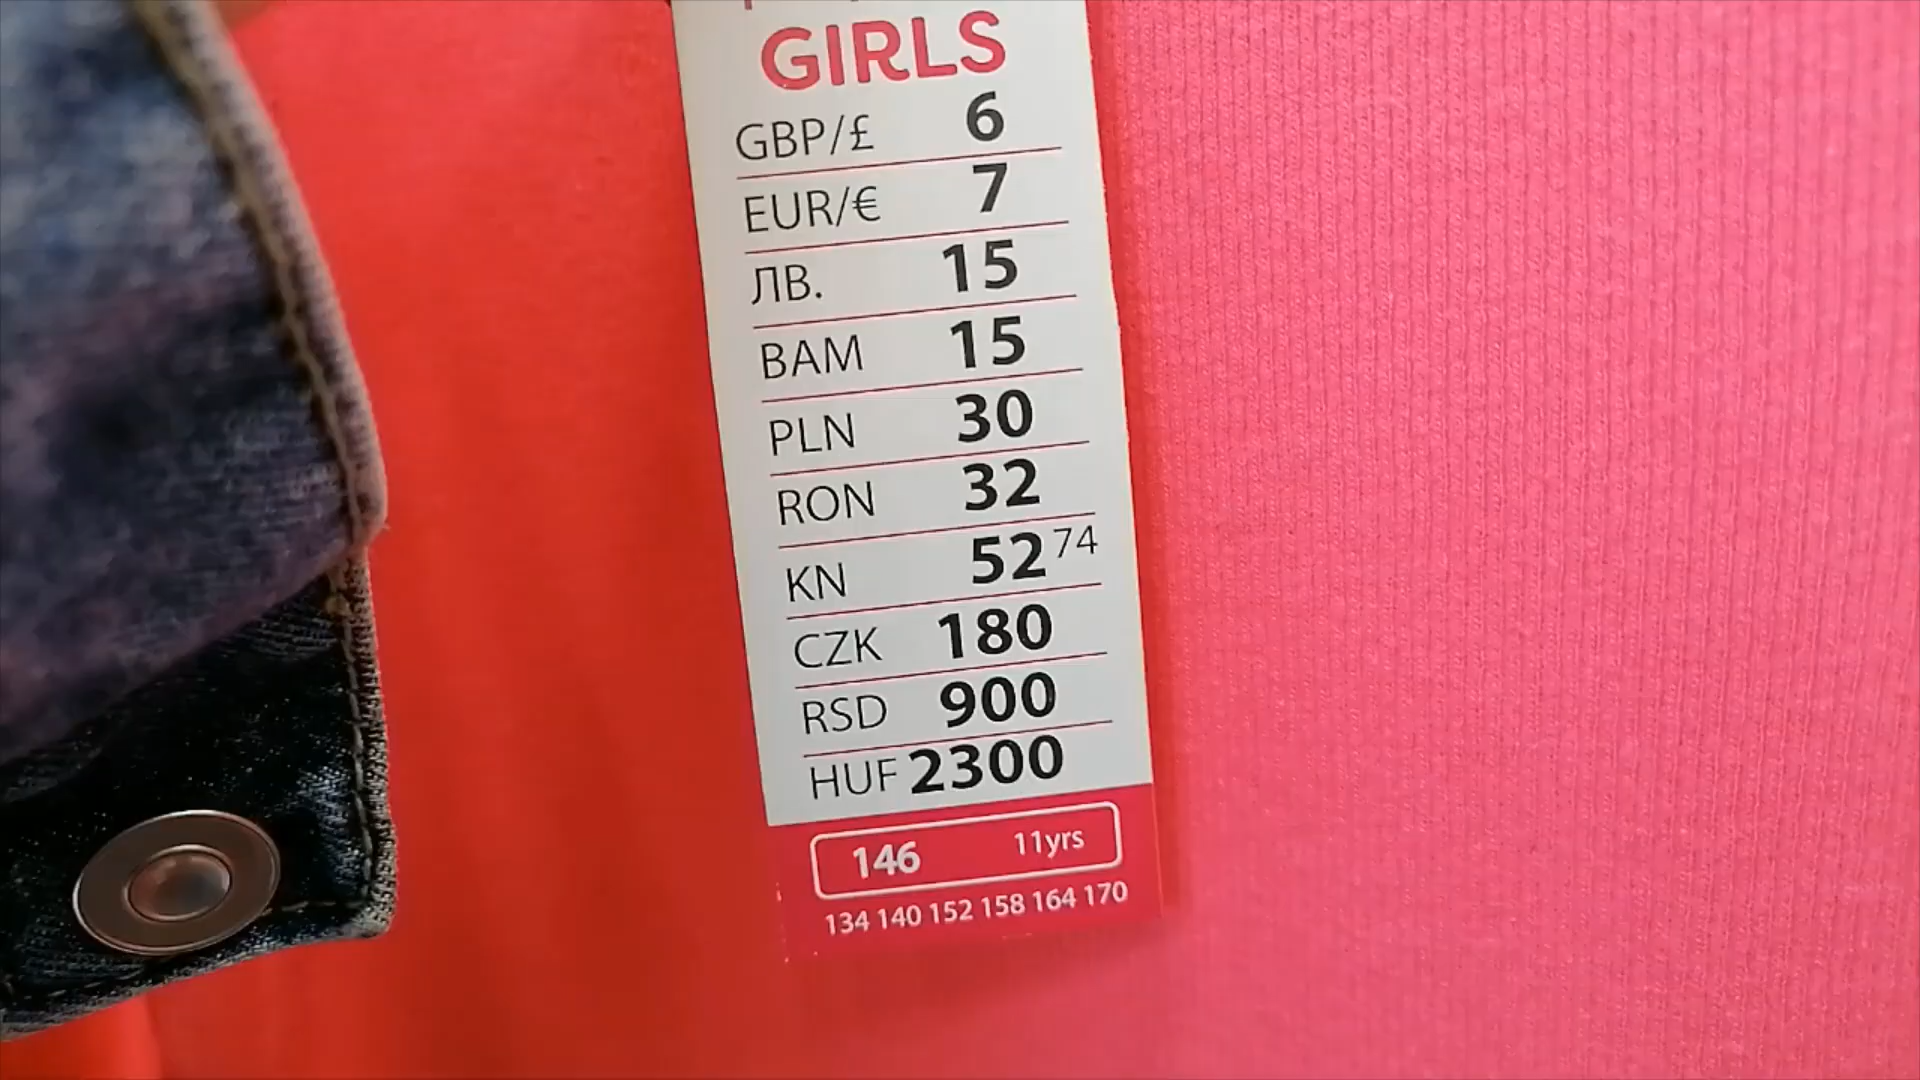 GIRLS
GBP/£ 6
EUR/€ 7
ЛВ. 15
BAM 15
PLN 30
RON 32
KN 52 74
CZK 180
RSD 900
HUF 2300
146 11yrs
134 140 152 158 164 170